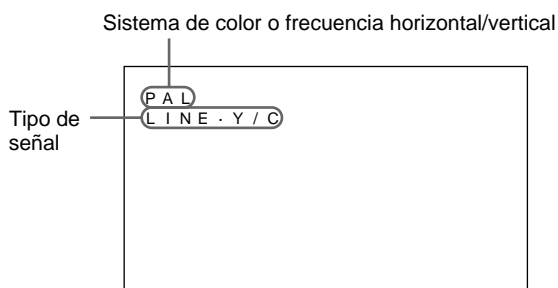 Sistema de color o frecuencia horizontal/vertical
PAL
LINE·Y/C
Tipo de
señal